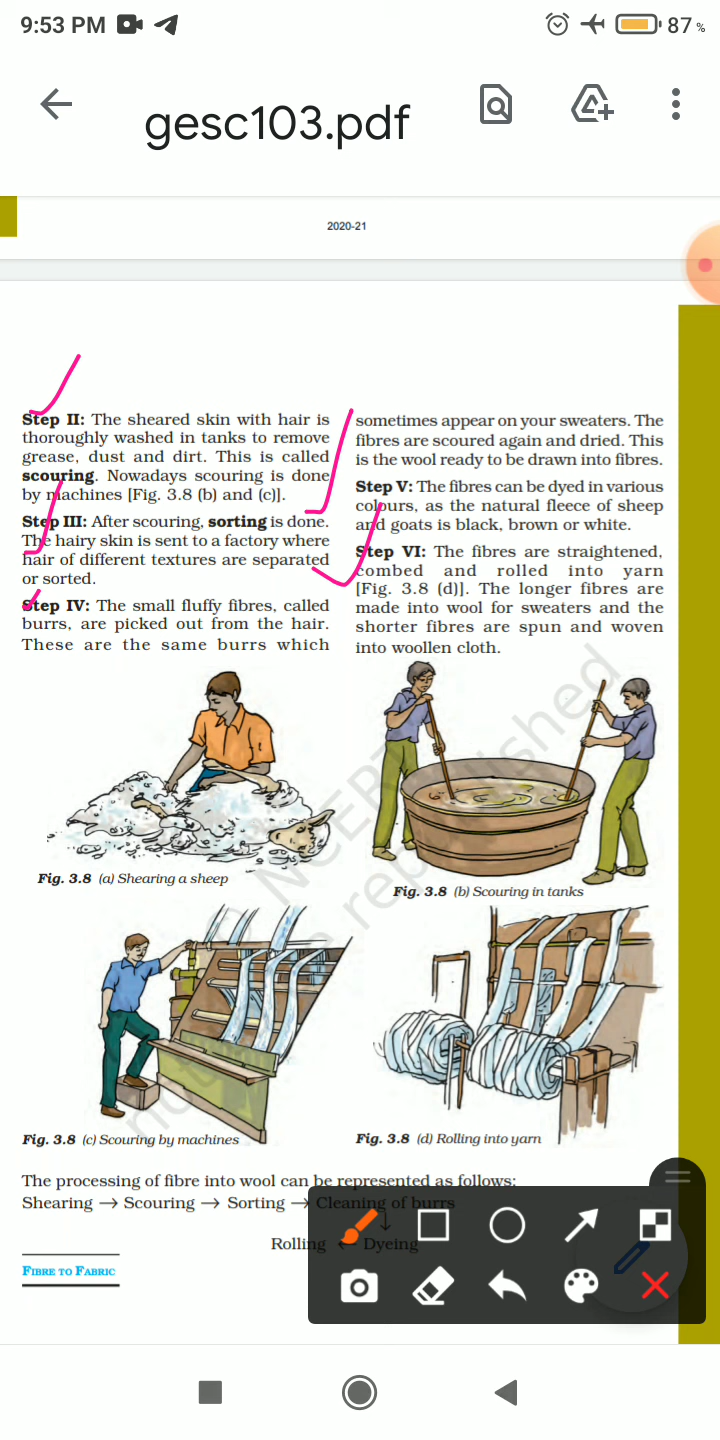 9:53 PM
87 %
gesc103.pdf
2020-21
Step II: The sheared skin with hair is
thoroughly washed in tanks to remove
grease, dust and dirt. This is called
scouring. Nowadays scouring is done
by machines [Fig. 3.8 (b) and (c)].
Step III: After scouring, sorting is done.
The hairy skin is sent to a factory where
hair of different textures are separated
or sorted.
Step IV: The small fluffy fibres, called
burrs, are picked out from the hair.
These are the same burrs which
sometimes appear on your sweaters. The
fibres are scoured again and dried. This
is the wool ready to be drawn into fibres.
Step V: The fibres can be dyed in various
colours, as the natural fleece of sheep
and goats is black, brown or white.
Step VI: The fibres are straightened,
combed and rolled into yarn
[Fig. 3.8 (d)]. The longer fibres are
made into wool for sweaters and the
shorter fibres are spun and woven
into woollen cloth.
Fig. 3.8 (a) Shearing a sheep
Fig. 3.8 (b) Scouring in tanks
Fig. 3.8 (c) Scouring by machines
Fig. 3.8 (d) Rolling into yarn
The processing of fibre into wool can be represented as follows:
Shearing → Scouring → Sorting → Cleaning of burrs
↓
Rolling ← Dyeing
FIBRE TO FABRIC